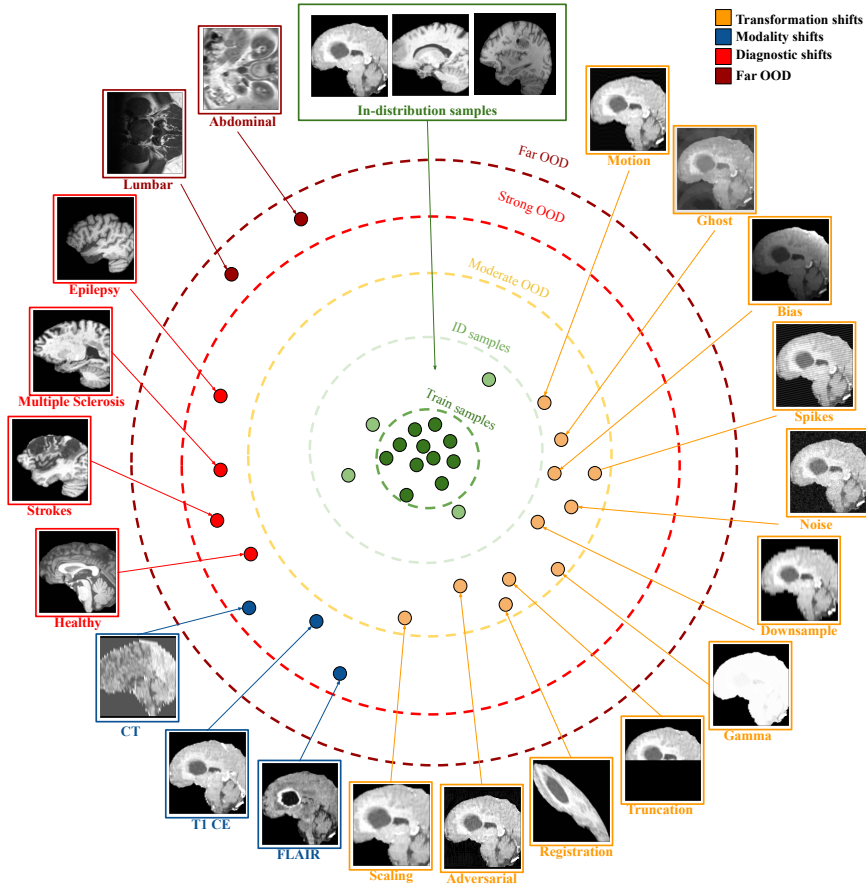 Transformation shifts
Modality shifts
Diagnostic shifts
Far OOD
In-distribution samples
Abdominal
Lumbar
Epilepsy
Multiple Sclerosis
Strokes
Healthy
CT
T1 CE
FLAIR
Scaling
Adversarial
Registration
Truncation
Gamma
Downsample
Noise
Spikes
Bias
Ghost
Motion
Far OOD
Strong OOD
Moderate OOD
ID samples
Train samples